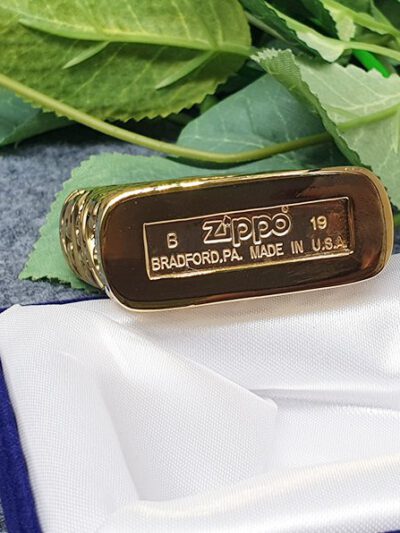 B zippo® 19
BRADFORD,PA. MADE IN U.S.A